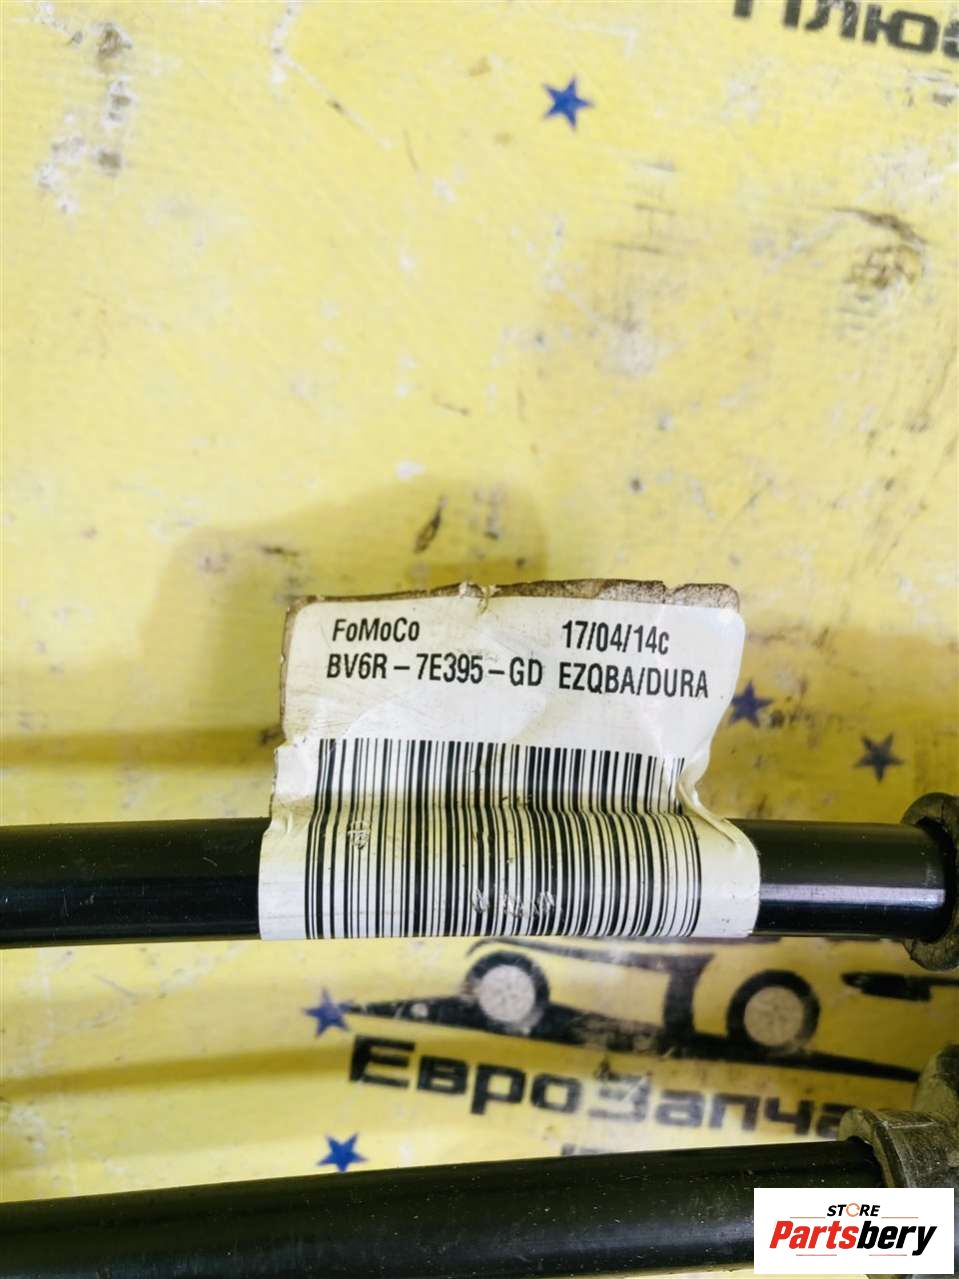 Плюс
FoMoCo 17/04/14c
BV6R-7E395-GD EZQBA/DURA
ЕвроЗапча
STORE
Partsbery